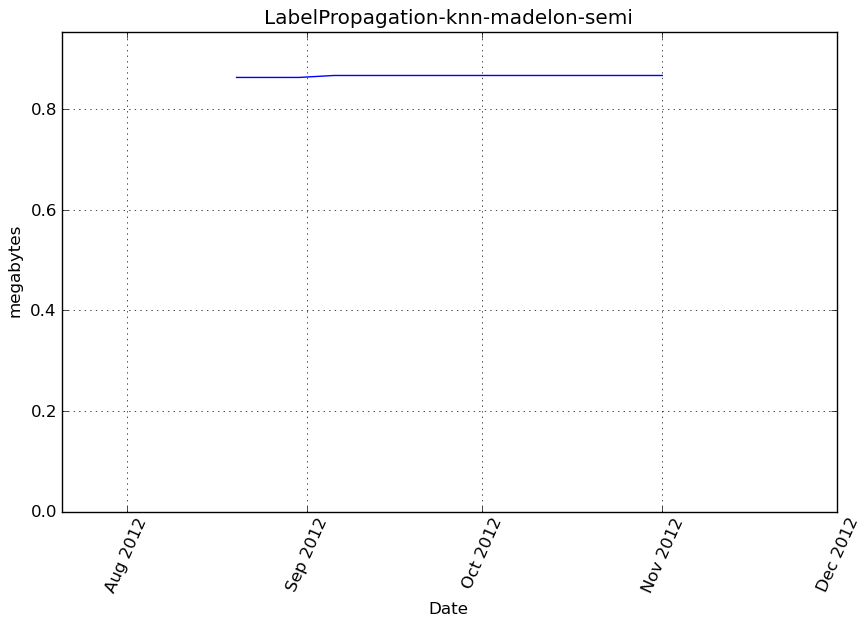 LabelPropagation-knn-madelon-semi
megabytes
0.8
0.6
0.4
0.2
0.0
Aug 2012
Sep 2012
Oct 2012
Nov 2012
Dec 2012
Date